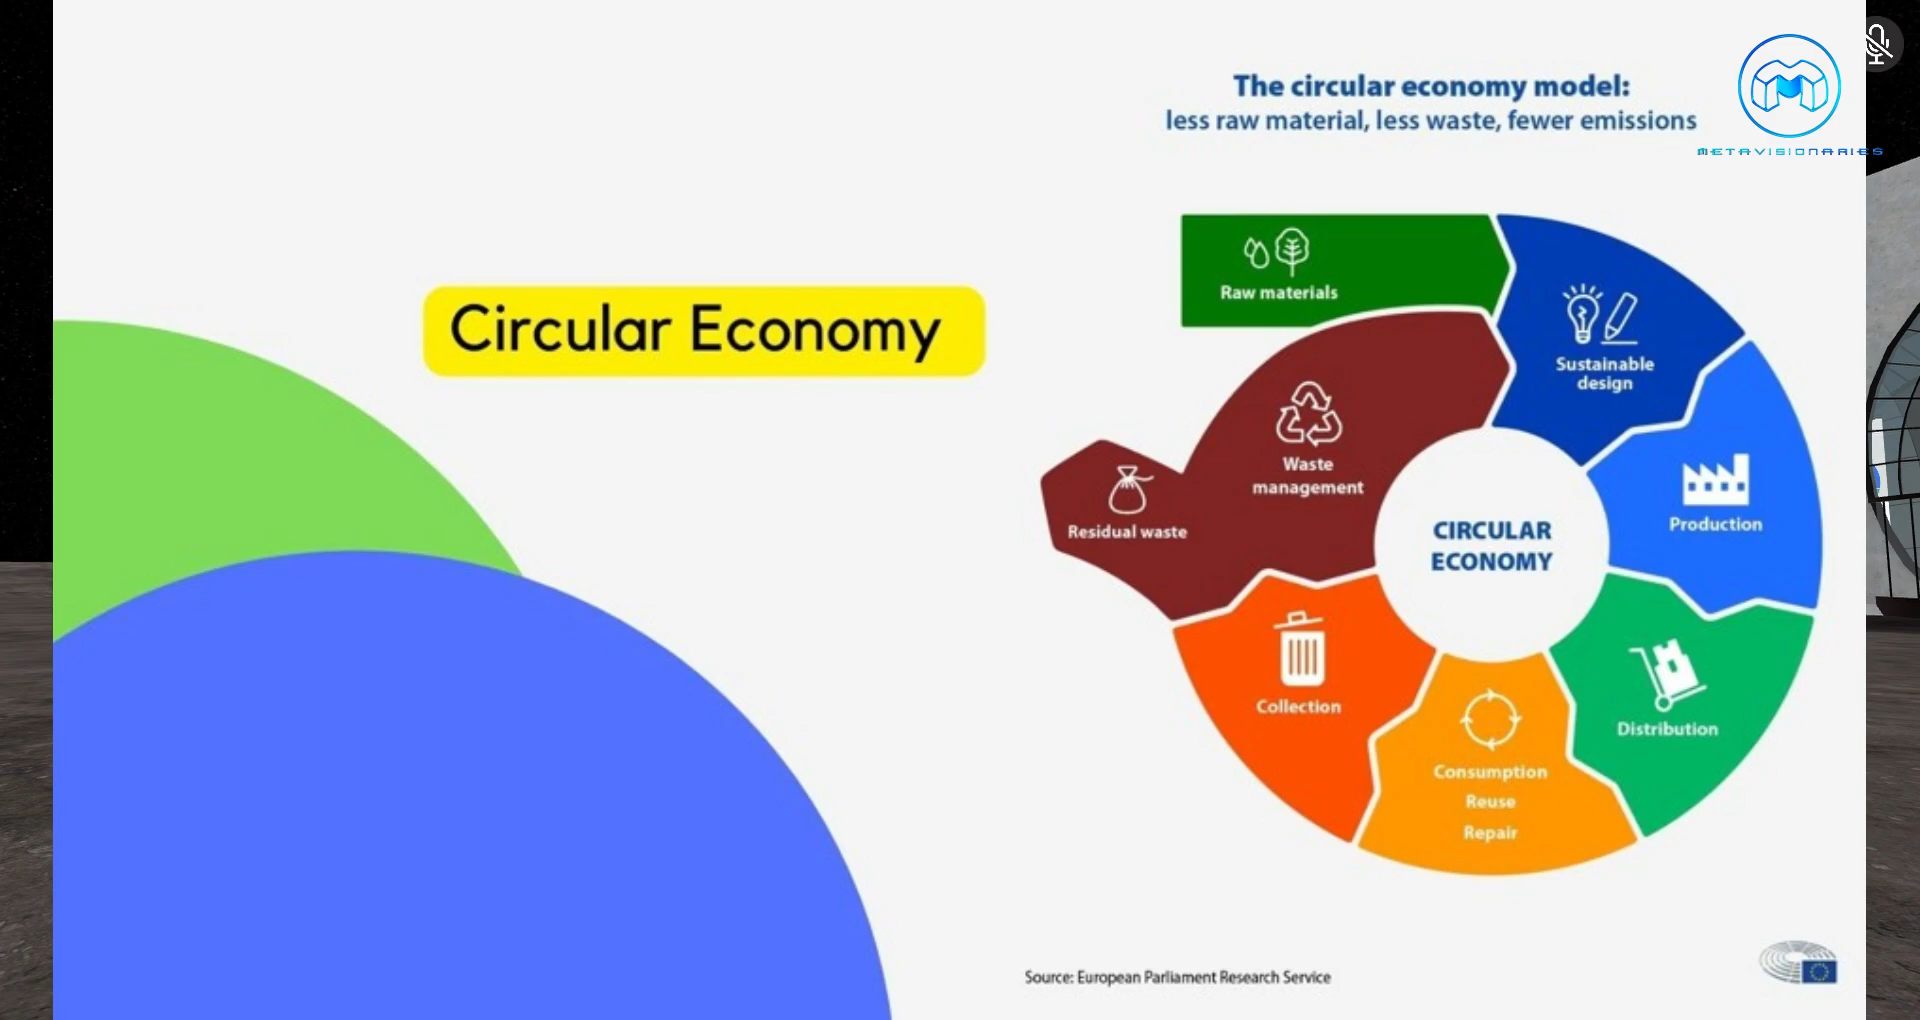 The circular economy model:
less raw material, less waste, fewer emissions
METAVISIONARIES
Circular Economy
Raw materials
Sustainable
design
Production
Distribution
Consumption
Reuse
Repair
Collection
Waste
management
Residual waste
CIRCULAR
ECONOMY
Source: European Parliament Research Service